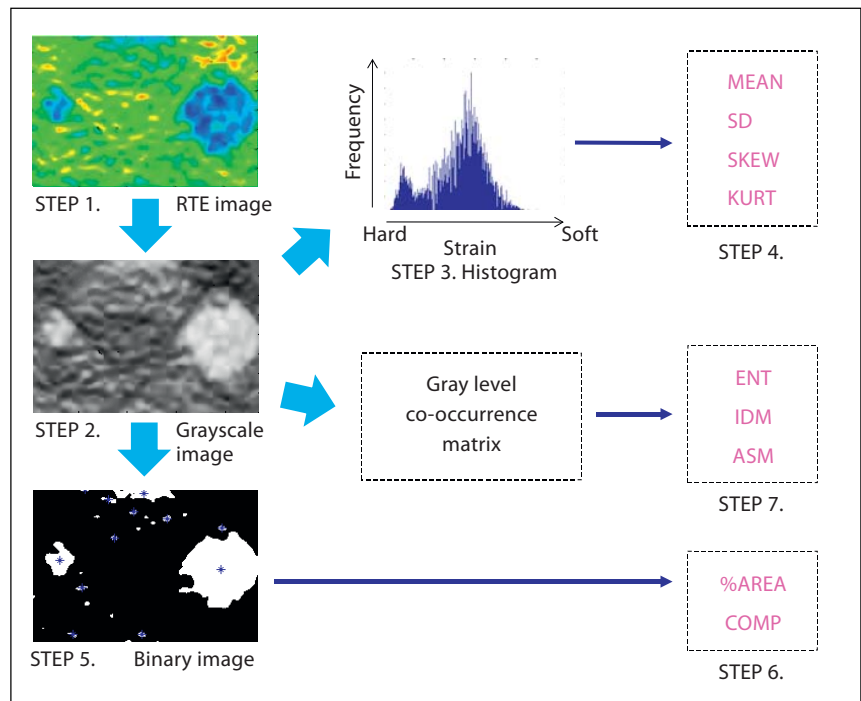 STEP 1.
RTE image
Frequency
Hard
Soft
Strain
STEP 3. Histogram
MEAN
SD
SKEW
KURT
STEP 4.
STEP 2.
Grayscale
image
Gray level
co-occurrence
matrix
ENT
IDM
ASM
STEP 7.
STEP 5.
Binary image
%AREA
COMP
STEP 6.